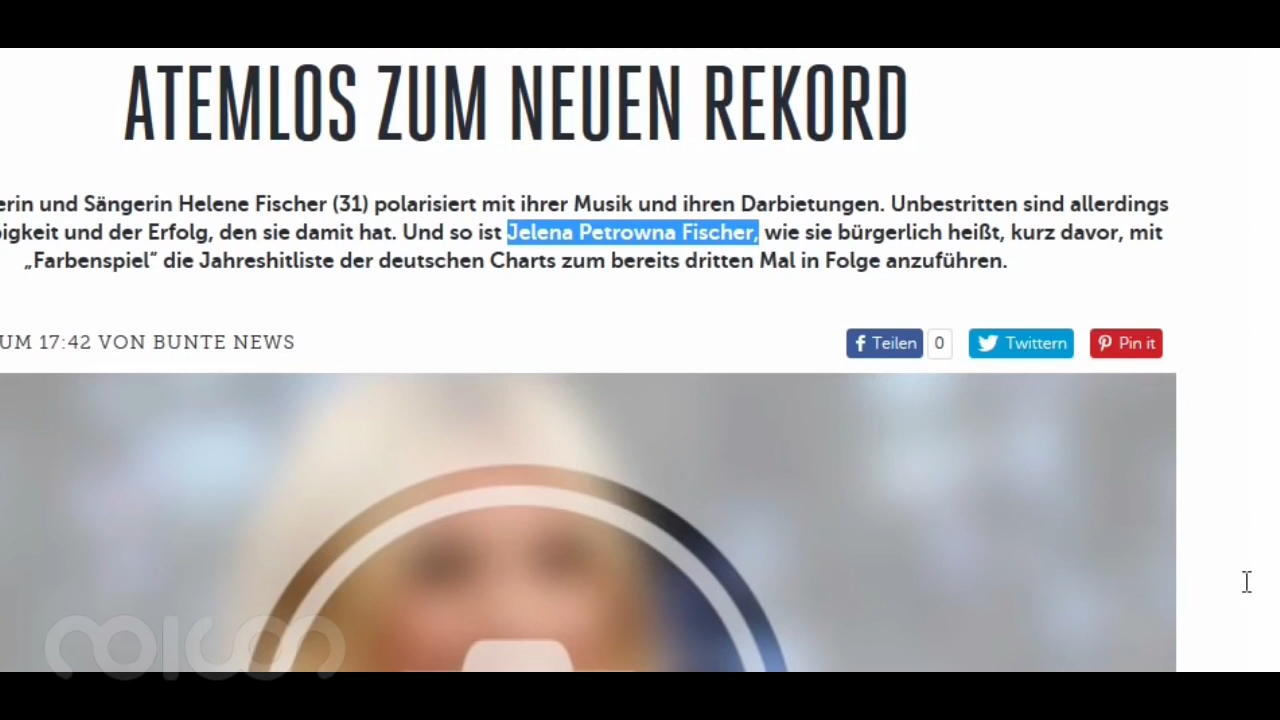 ATEMLOS ZUM NEUEN REKORD
erin und Sängerin Helene Fischer (31) polarisiert mit ihrer Musik und ihren Darbietungen. Unbestritten sind allerdings
igkeit und der Erfolg, den sie damit hat. Und so ist Jelena Petrowna Fischer, wie sie bürgerlich heißt, kurz davor, mit
„Farbenspiel“ die Jahreshitliste der deutschen Charts zum bereits dritten Mal in Folge anzuführen.
UM 17:42 VON BUNTE NEWS
Teilen 0 Twittern Pin it